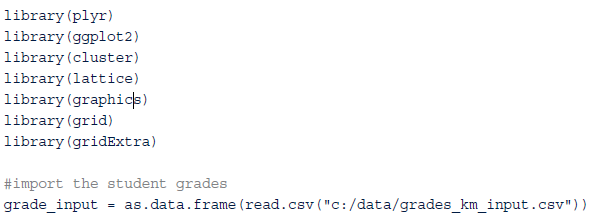 library(plyr)
library(ggplot2)
library(cluster)
library(lattice)
library(graphics)
library(grid)
library(gridExtra)
#import the student grades
grade_input = as.data.frame(read.csv("c:/data/grades_km_input.csv"))